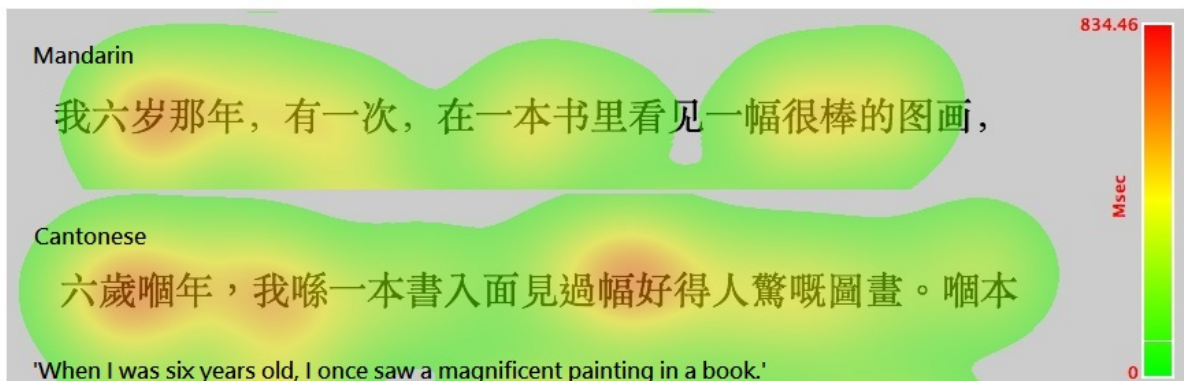 834.46
Mandarin
我六岁那年，有一次，在一本书里看见一幅很棒的图画，
Msec
Cantonese
六歲嗰年，我喺一本書入面見過幅好得人驚嘅圖畫。嗰本
'When I was six years old, I once saw a magnificent painting in a book.'
0